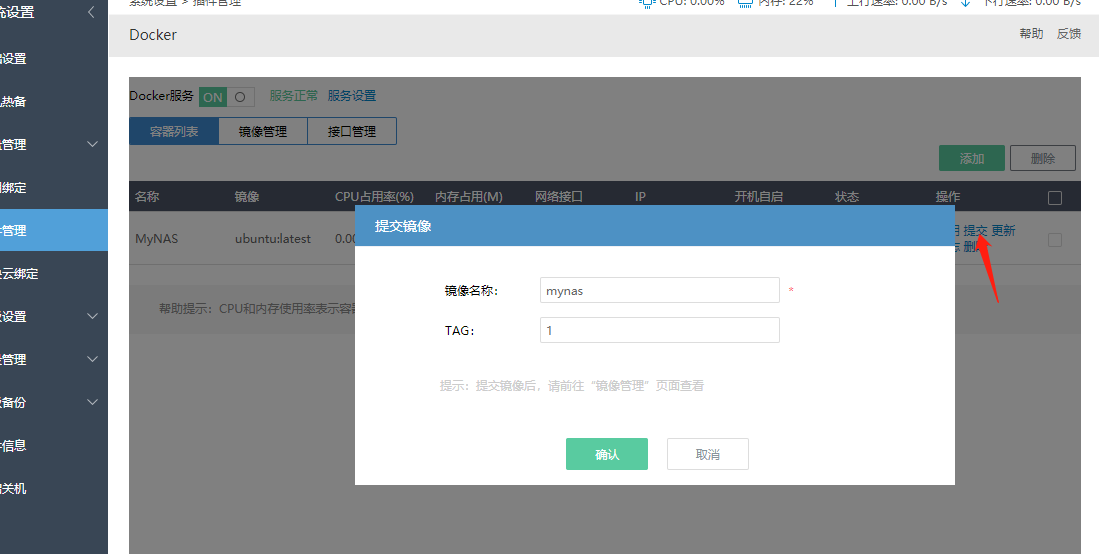 统设置
系统设置 > 插件管理
CPU: 0.00% 内存: 22% 上行速率: 0.00 B/s 下行速率: 0.00 B/s
Docker 帮助 反馈
设置
热备
管理
绑定
管理
云绑定
设置
管理
备份
信息
关机
Docker服务 ON 服务正常 服务设置
容器列表 镜像管理 接口管理
添加 删除
名称 镜像 CPU占用率(%) 内存占用(M) 网络接口 IP 开机自启 状态 操作
MyNAS ubuntu:latest 0.00 提交 更新
删
帮助提示：CPU和内存使用率表示容
提交镜像
镜像名称： mynas *
TAG： 1
提示：提交镜像后，请前往“镜像管理”页面查看
确认 取消